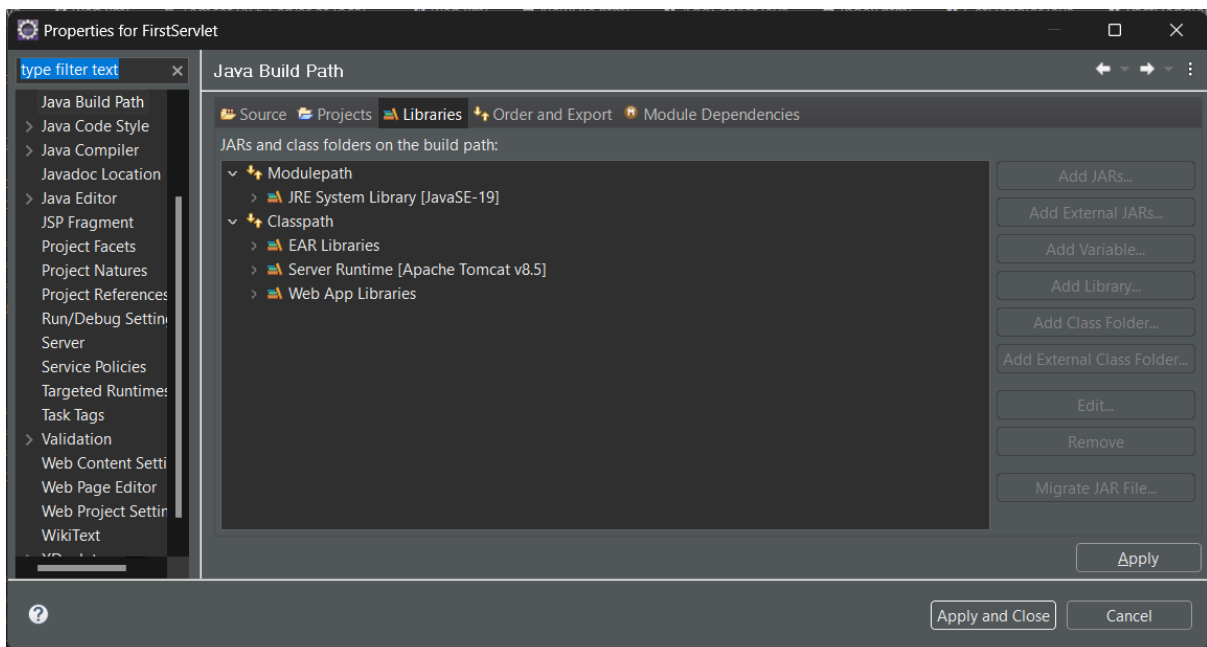 Properties for FirstServlet
type filter text
Java Build Path
Java Code Style
Java Compiler
Javadoc Location
Java Editor
JSP Fragment
Project Facets
Project Natures
Project References
Run/Debug Settin
Server
Service Policies
Targeted Runtimes
Task Tags
Validation
Web Content Setti
Web Page Editor
Web Project Settin
WikiText
Java Build Path
Source Projects Libraries Order and Export Module Dependencies
JARs and class folders on the build path:
Modulepath
JRE System Library [JavaSE-19]
Classpath
EAR Libraries
Server Runtime [Apache Tomcat v8.5]
Web App Libraries
Add JARs...
Add External JARs...
Add Variable...
Add Library...
Add Class Folder...
Add External Class Folder...
Edit...
Remove
Migrate JAR File...
Apply
Apply and Close Cancel